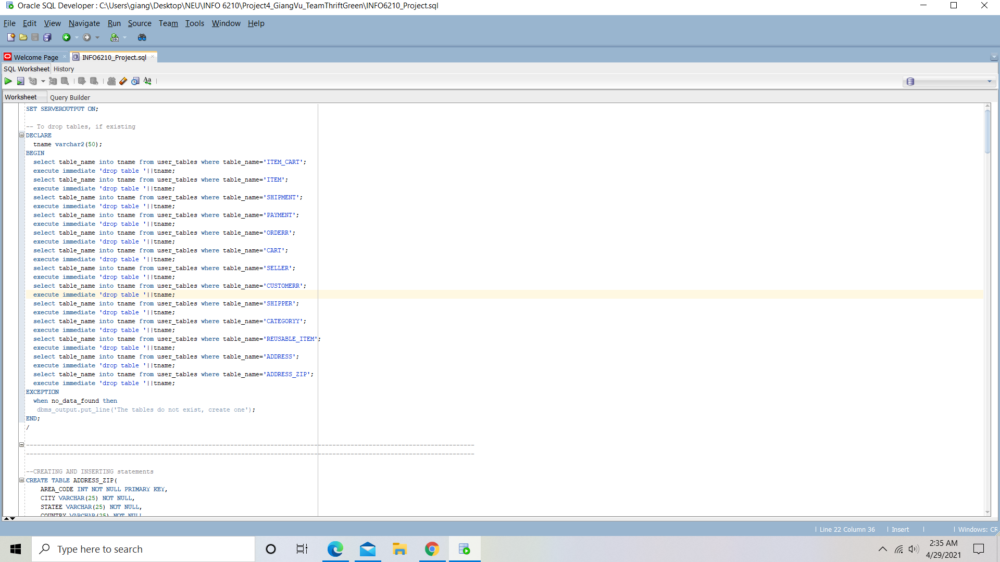 Oracle SQL Developer : C:\Users\giang\Desktop\NEU\INFO 6210\Project4_GiangVu_TeamThriftGreen\INFO6210_Project.sql
File Edit View Navigate Run Source Team Tools Window Help
Welcome Page INFO6210_Project.sql
SQL Worksheet History
Worksheet Query Builder
SET SERVEROUTPUT ON;
-- To drop tables, if existing
DECLARE
tname varchar2(50);
BEGIN
select table_name into tname from user_tables where table_name='ITEM_CART';
execute immediate 'drop table '||tname;
select table_name into tname from user_tables where table_name='ITEM';
execute immediate 'drop table '||tname;
select table_name into tname from user_tables where table_name='SHIPMENT';
execute immediate 'drop table '||tname;
select table_name into tname from user_tables where table_name='PAYMENT';
execute immediate 'drop table '||tname;
select table_name into tname from user_tables where table_name='ORDERR';
execute immediate 'drop table '||tname;
select table_name into tname from user_tables where table_name='CART';
execute immediate 'drop table '||tname;
select table_name into tname from user_tables where table_name='SELLER';
execute immediate 'drop table '||tname;
select table_name into tname from user_tables where table_name='CUSTOMERR';
execute immediate 'drop table '||tname;
select table_name into tname from user_tables where table_name='SHIPPER';
execute immediate 'drop table '||tname;
select table_name into tname from user_tables where table_name='CATEGORYY';
execute immediate 'drop table '||tname;
select table_name into tname from user_tables where table_name='REUSABLE_ITEM';
execute immediate 'drop table '||tname;
select table_name into tname from user_tables where table_name='ADDRESS';
execute immediate 'drop table '||tname;
select table_name into tname from user_tables where table_name='ADDRESS_ZIP';
execute immediate 'drop table '||tname;
EXCEPTION
when no_data_found then
dbms_output.put_line('The tables do not exist, create one');
END;
/
---------------------------------------------------------------------------------------------------------------------------
---------------------------------------------------------------------------------------------------------------------------
--CREATING AND INSERTING statements
CREATE TABLE ADDRESS_ZIP(
AREA_CODE INT NOT NULL PRIMARY KEY,
CITY VARCHAR(25) NOT NULL,
STATEE VARCHAR(25) NOT NULL,
COUNTRY VARCHAR(25) NOT NULL
Line 22 Column 36 Insert Windows: CR
Type here to search
2:35 AM
4/29/2021